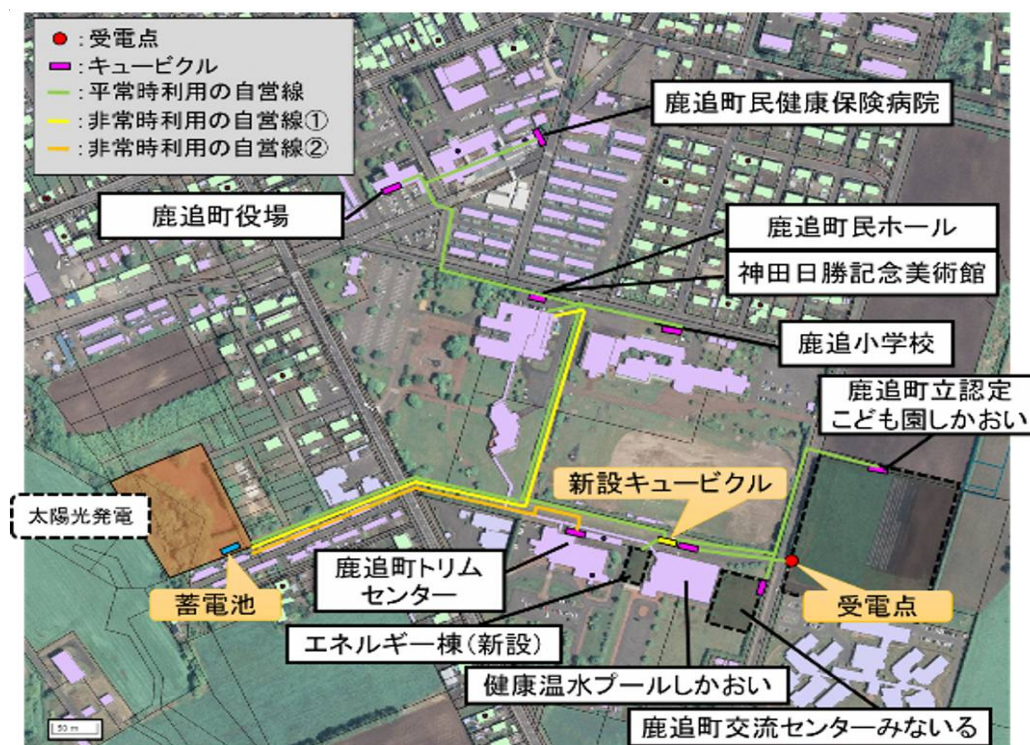 ：受電点
：キュービクル
：平常時利用の自営線
：非常時利用の自営線①
：非常時利用の自営線②
鹿追町民健康保険病院
鹿追町役場
鹿追町民ホール
神田日勝記念美術館
鹿追小学校
鹿追町立認定
こども園しかおい
新設キュービクル
太陽光発電
蓄電池
鹿追町トリム
センター
受電点
エネルギー棟（新設）
健康温水プールしかおい
鹿追町交流センターみないる
50 m